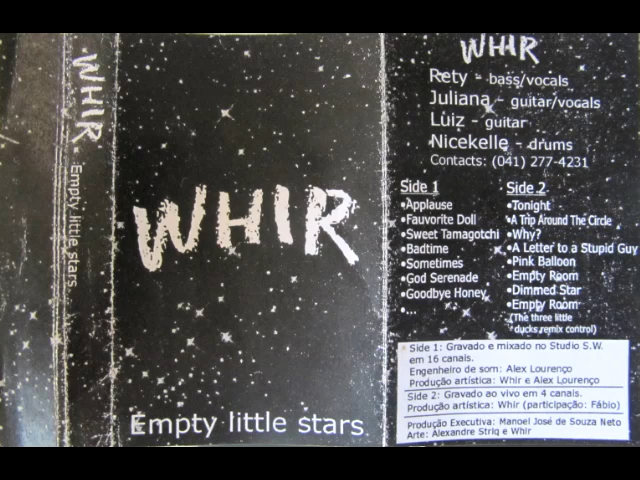 WHIR
Empty little stars
WHIR
Empty little stars
WHIR
Rety - bass/vocals
Juliana - guitar/vocals
Luiz - guitar
Nicekelle - drums
Contacts: (041) 277-4231
Side 1
•Applause
•Fauvorite Doll
•Sweet Tamagotchi
•Badtime
•Sometimes
•God Serenade
•Goodbye Honey
•...
Side 2
•Tonight
•A Trip Around The Circle
•Why?
•A Letter to a Stupid Guy
•Pink Balloon
•Empty Room
•Dimmed Star
•Empty Room
(The three little
ducks remix control)
Side 1: Gravado e mixado no Studio S.W.
em 16 canais.
Engenheiro de som: Alex Lourenço
Produção artística: Whir e Alex Lourenço
Side 2: Gravado ao vivo em 4 canais.
Produção artística: Whir (participação: Fábio)
Produção Executiva: Manoel José de Souza Neto
Arte: Alexandre Striq e Whir